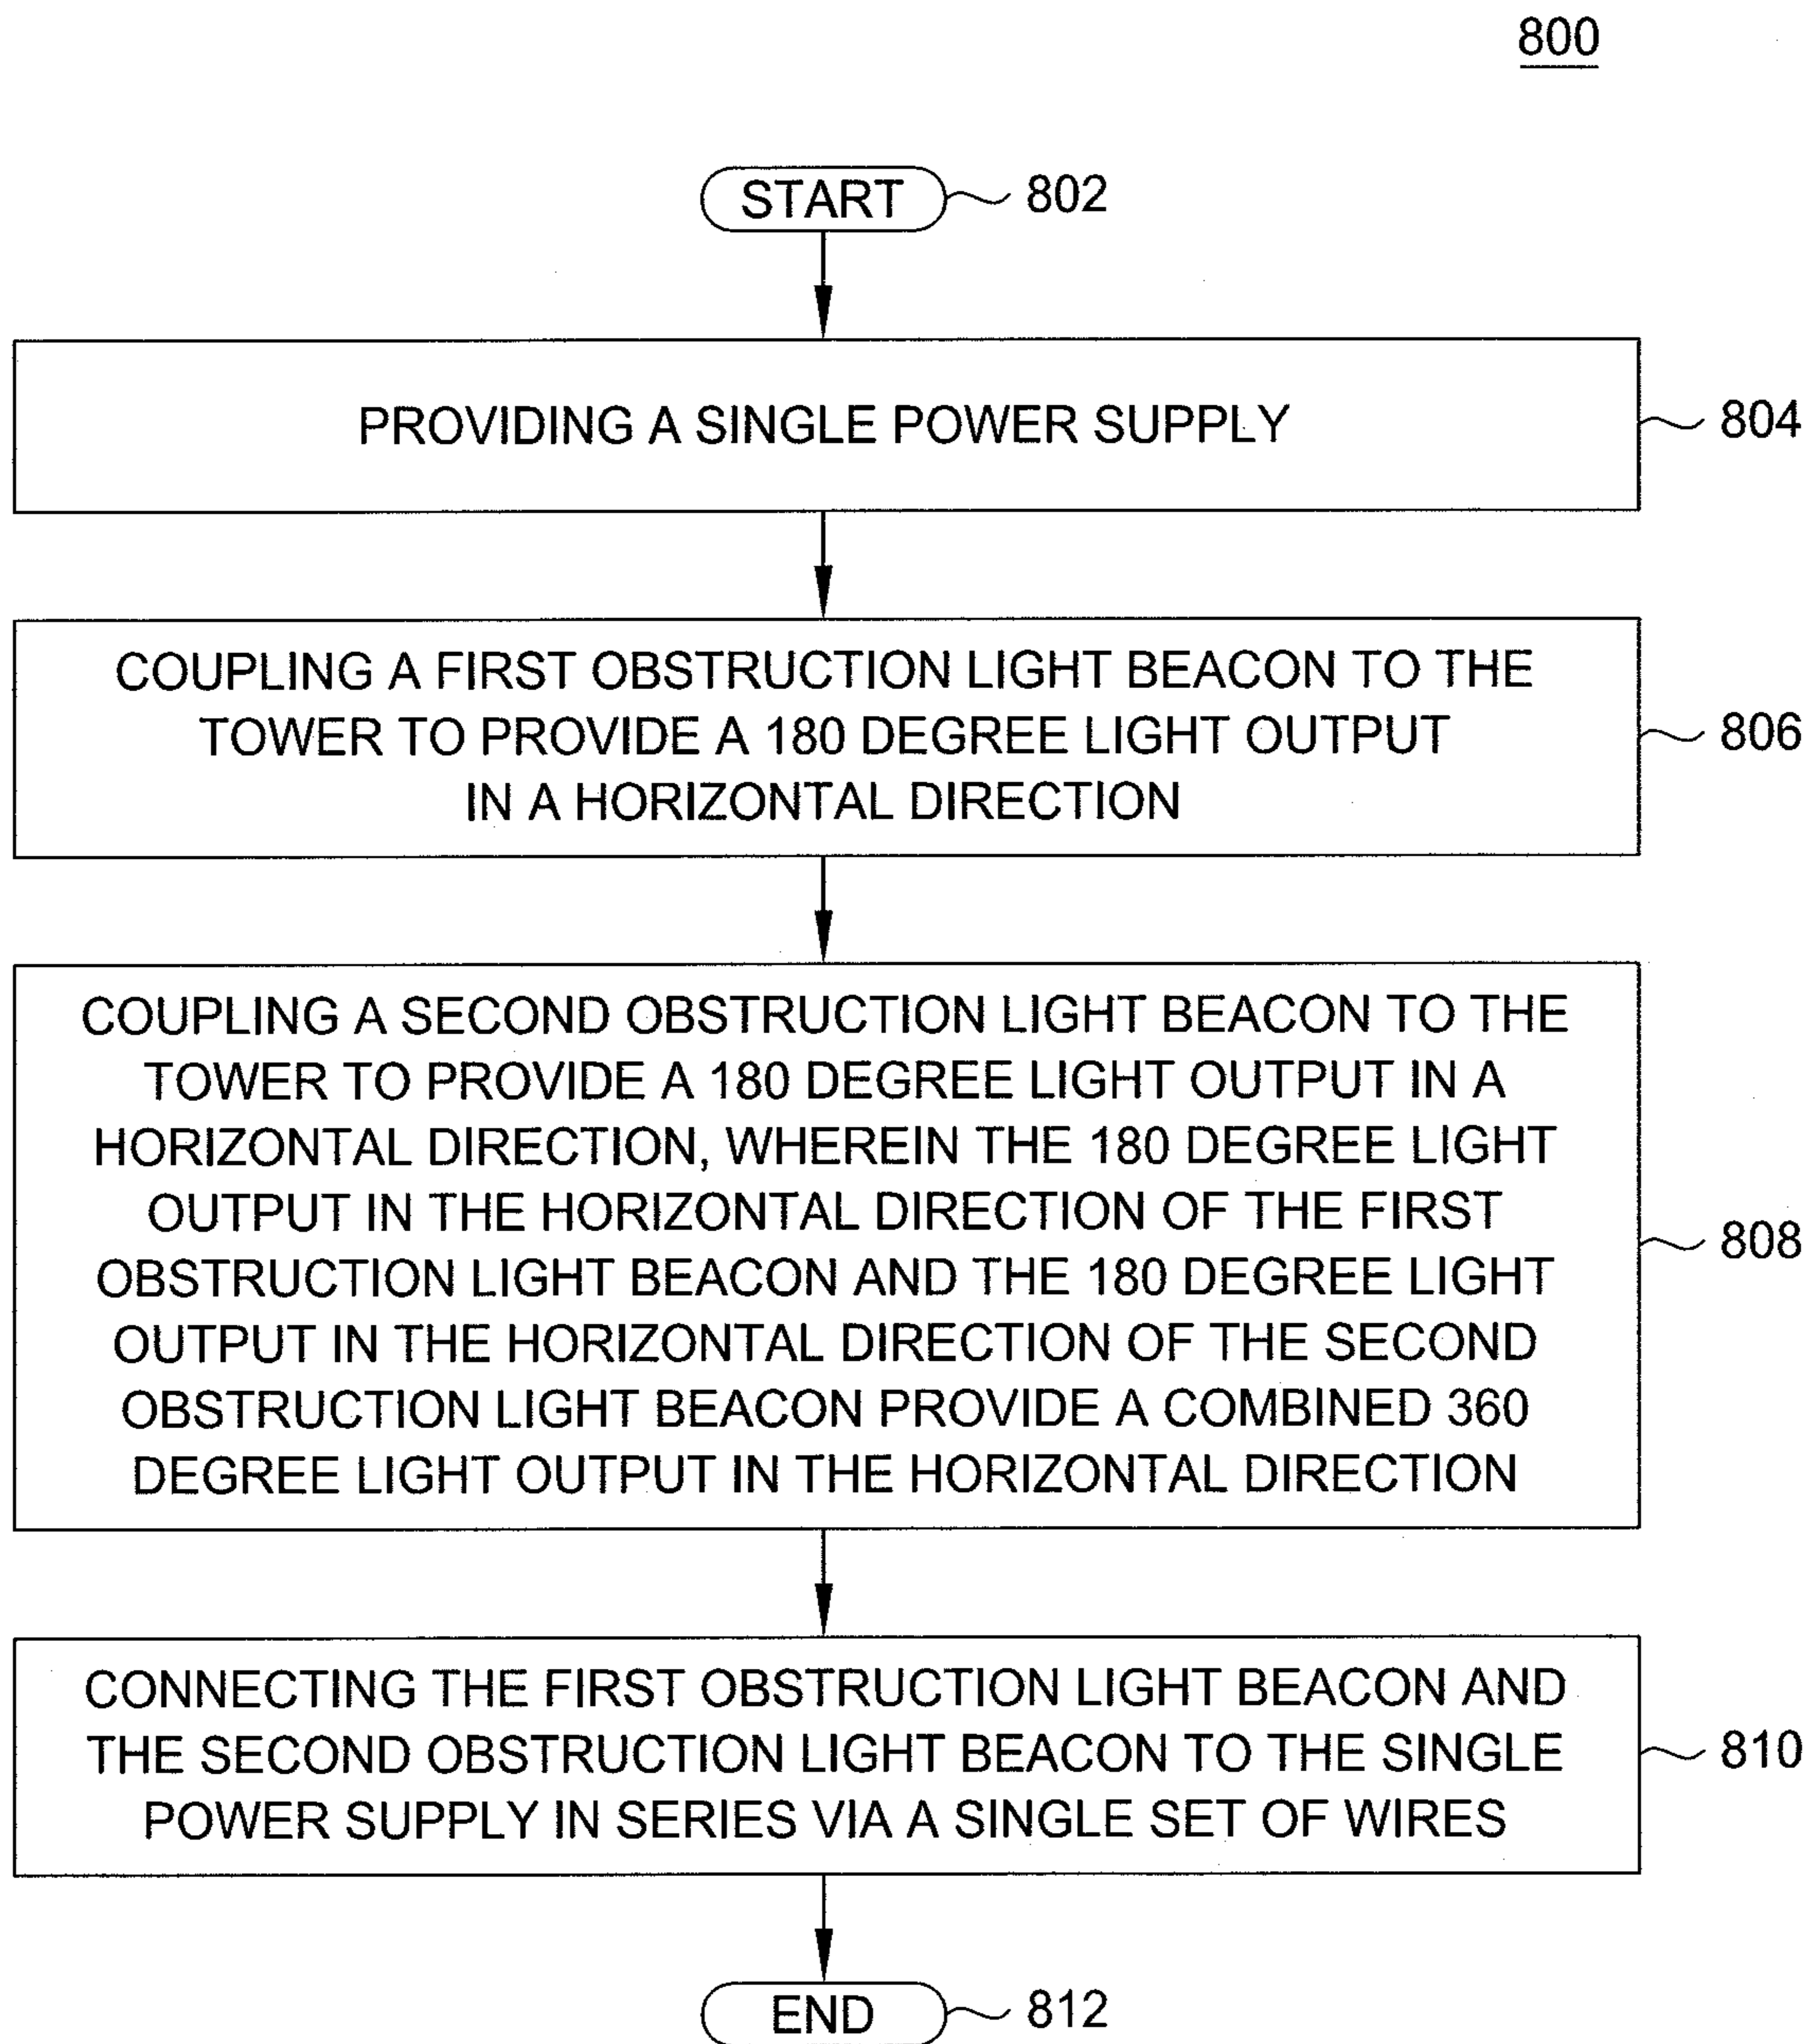 800
START 802
PROVIDING A SINGLE POWER SUPPLY 804
COUPLING A FIRST OBSTRUCTION LIGHT BEACON TO THE
TOWER TO PROVIDE A 180 DEGREE LIGHT OUTPUT 806
IN A HORIZONTAL DIRECTION
COUPLING A SECOND OBSTRUCTION LIGHT BEACON TO THE
TOWER TO PROVIDE A 180 DEGREE LIGHT OUTPUT IN A
HORIZONTAL DIRECTION, WHEREIN THE 180 DEGREE LIGHT
OUTPUT IN THE HORIZONTAL DIRECTION OF THE FIRST 808
OBSTRUCTION LIGHT BEACON AND THE 180 DEGREE LIGHT
OUTPUT IN THE HORIZONTAL DIRECTION OF THE SECOND
OBSTRUCTION LIGHT BEACON PROVIDE A COMBINED 360
DEGREE LIGHT OUTPUT IN THE HORIZONTAL DIRECTION
CONNECTING THE FIRST OBSTRUCTION LIGHT BEACON AND
THE SECOND OBSTRUCTION LIGHT BEACON TO THE SINGLE 810
POWER SUPPLY IN SERIES VIA A SINGLE SET OF WIRES
END 812